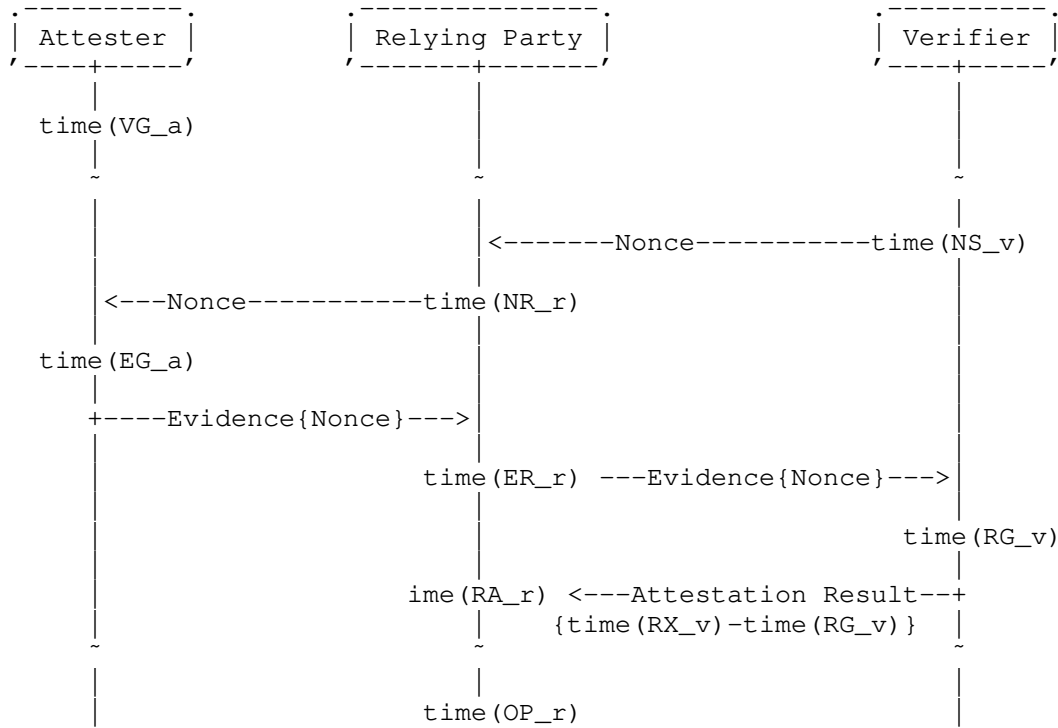 Attester Relying Party Verifier
time(VG_a)
~ ~ ~
<-------Nonce-----------time(NS_v)
<---Nonce-----------time(NR_r)
time(EG_a)
+----Evidence{Nonce}--->
time(ER_r) ---Evidence{Nonce}--->
time(RG_v)
ime(RA_r) <---Attestation Result--+
{time(RX_v)-time(RG_v)}
~ ~ ~
time(OP_r)